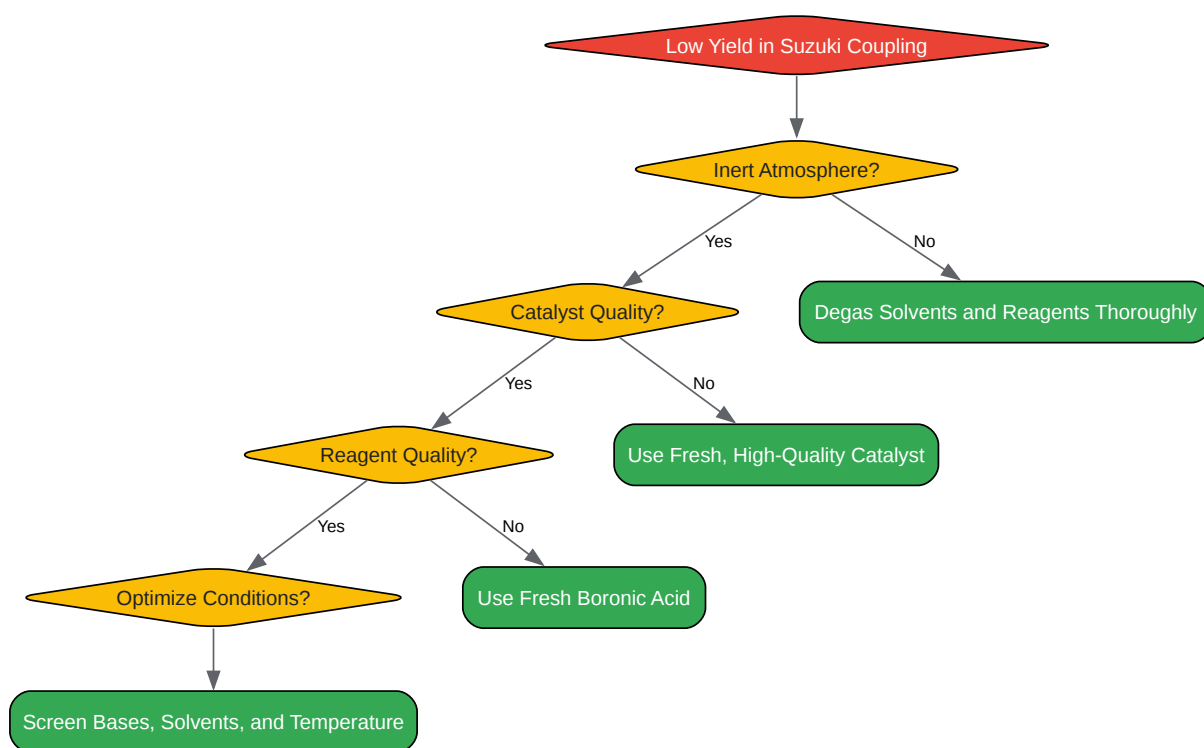 Low Yield in Suzuki Coupling
Inert Atmosphere?
Yes
No
Catalyst Quality?
Degas Solvents and Reagents Thoroughly
Yes
No
Reagent Quality?
Use Fresh, High-Quality Catalyst
Yes
No
Optimize Conditions?
Use Fresh Boronic Acid
Screen Bases, Solvents, and Temperature